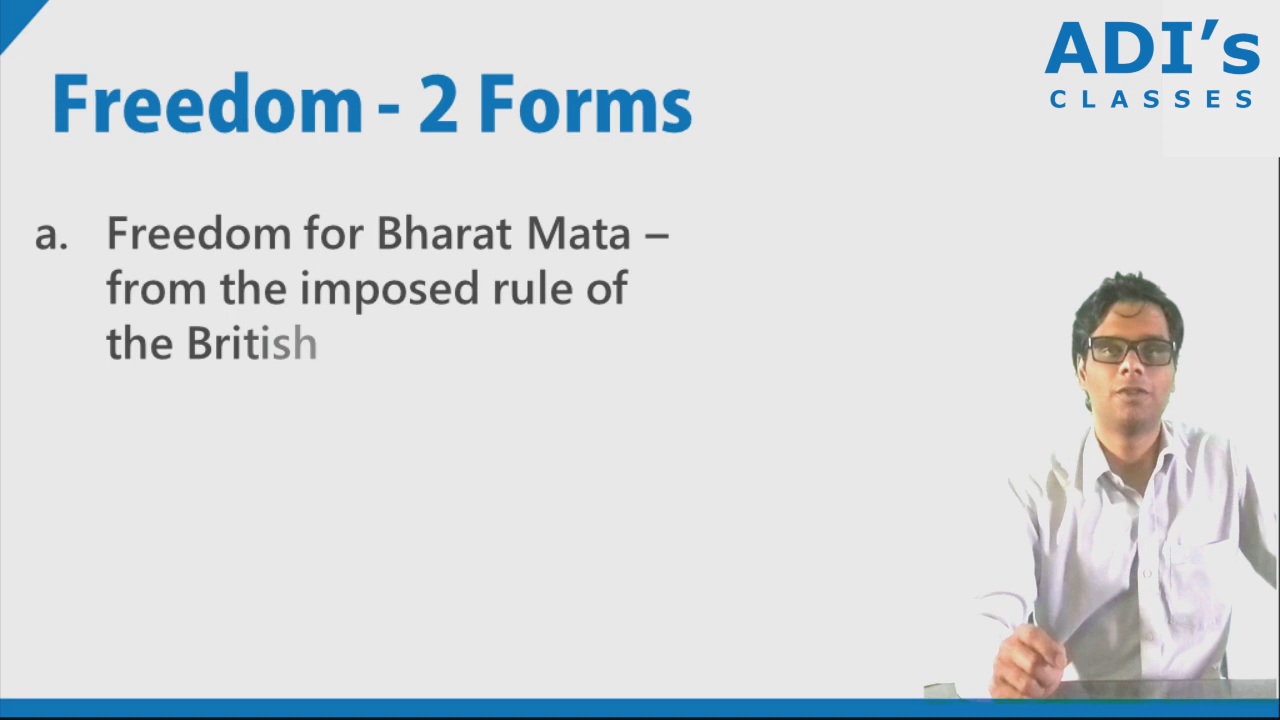 ADI's
CLASSES
Freedom - 2 Forms
a. Freedom for Bharat Mata –
from the imposed rule of
the British